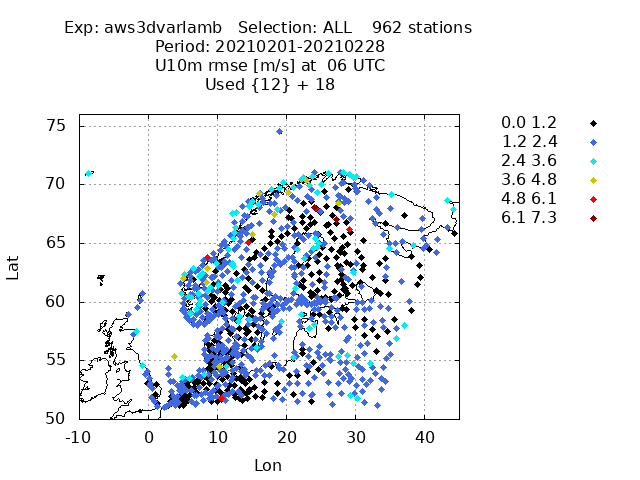 Exp: aws3dvarlamb   Selection: ALL    962 stations
Period: 20210201-20210228
U10m rmse [m/s] at  06 UTC
Used {12} + 18
75
70
65
60
55
50
Lat
-10 0 10 20 30 40
Lon
0.0 1.2
1.2 2.4
2.4 3.6
3.6 4.8
4.8 6.1
6.1 7.3